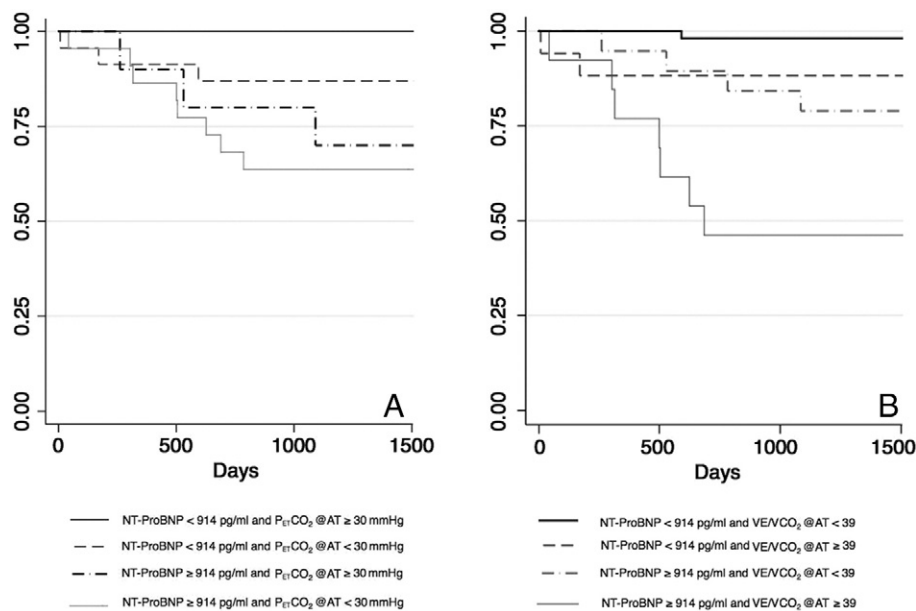 1.00
0.75
0.50
0.25
0.00
A
0 500 1000 1500
Days
NT-ProBNP < 914 pg/ml and PETCO2 @AT ≥ 30 mmHg
NT-ProBNP < 914 pg/ml and PETCO2 @AT < 30 mmHg
NT-ProBNP ≥ 914 pg/ml and PETCO2 @AT ≥ 30 mmHg
NT-ProBNP ≥ 914 pg/ml and PETCO2 @AT < 30 mmHg
1.00
0.75
0.50
0.25
0.00
B
0 500 1000 1500
Days
NT-ProBNP < 914 pg/ml and VE/VCO2 @AT < 39
NT-ProBNP < 914 pg/ml and VE/VCO2 @AT ≥ 39
NT-ProBNP ≥ 914 pg/ml and VE/VCO2 @AT < 39
NT-ProBNP ≥ 914 pg/ml and VE/VCO2 @AT ≥ 39